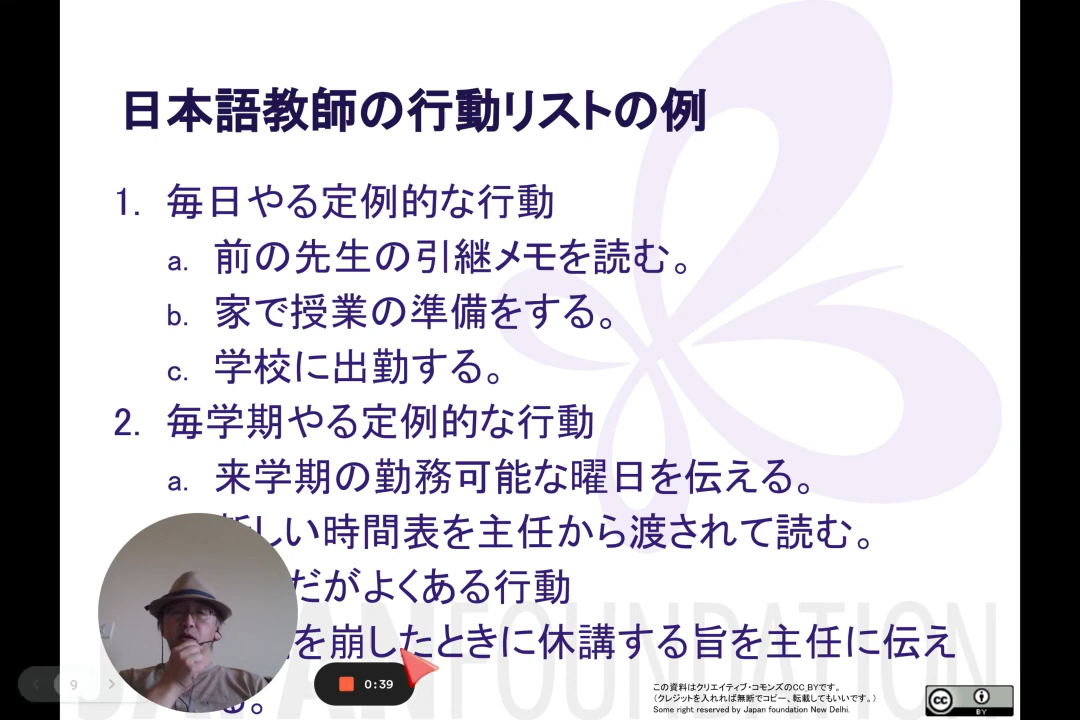 日本語教師の行動リストの例
1. 毎日やる定例的な行動
a. 前の先生の引継メモを読む。
b. 家で授業の準備をする。
c. 学校に出勤する。
2. 毎学期やる定例的な行動
a. 来学期の勤務可能な曜日を伝える。
新しい時間表を主任から渡されて読む。
だがよくある行動
を崩したときに休講する旨を主任に伝え
る。
JAPAN FOUNDATION
9
0:39
この資料はクリエイティブ・コモンズのCC_BYです。
（クレジットを入れれば無断でコピー、転載してもいいです。）
Some right reserved by Japan foundation New Delhi.
cc
BY